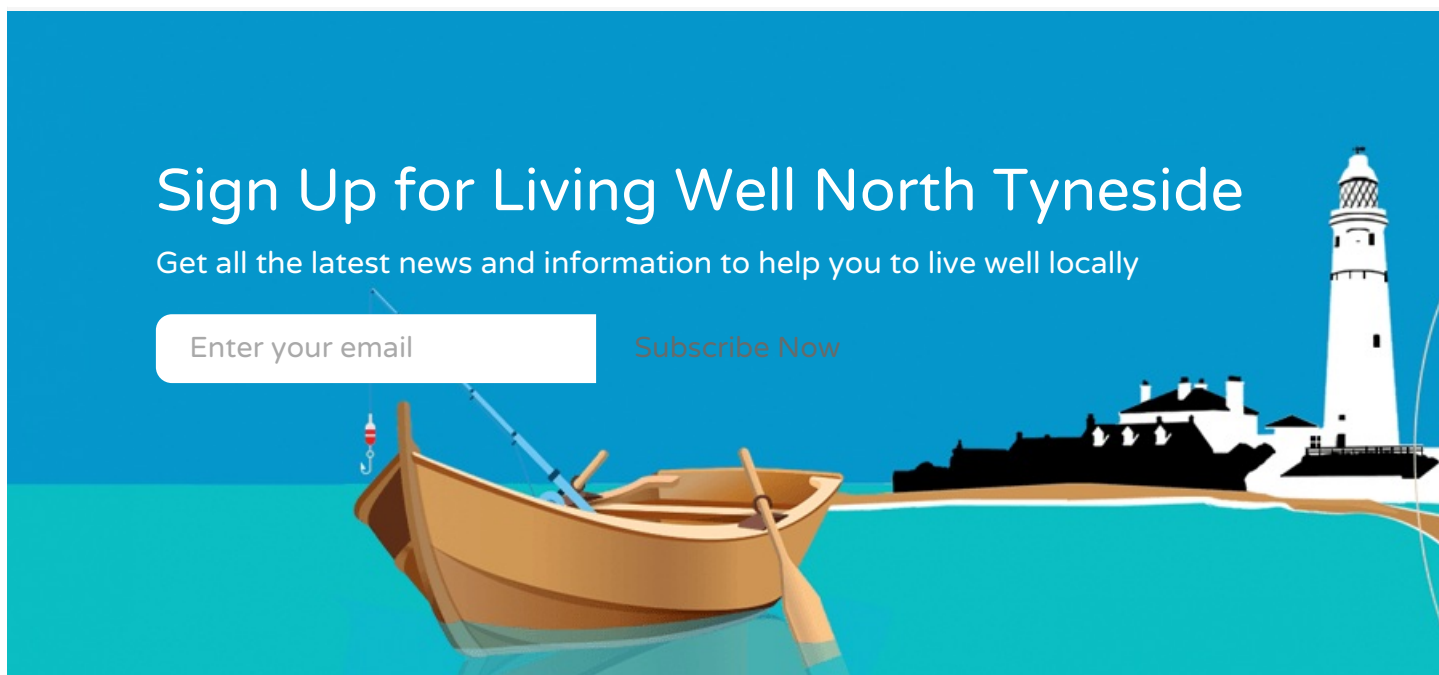 Sign Up for Living Well North Tyneside
Get all the latest news and information to help you to live well locally
Enter your email
Subscribe Now